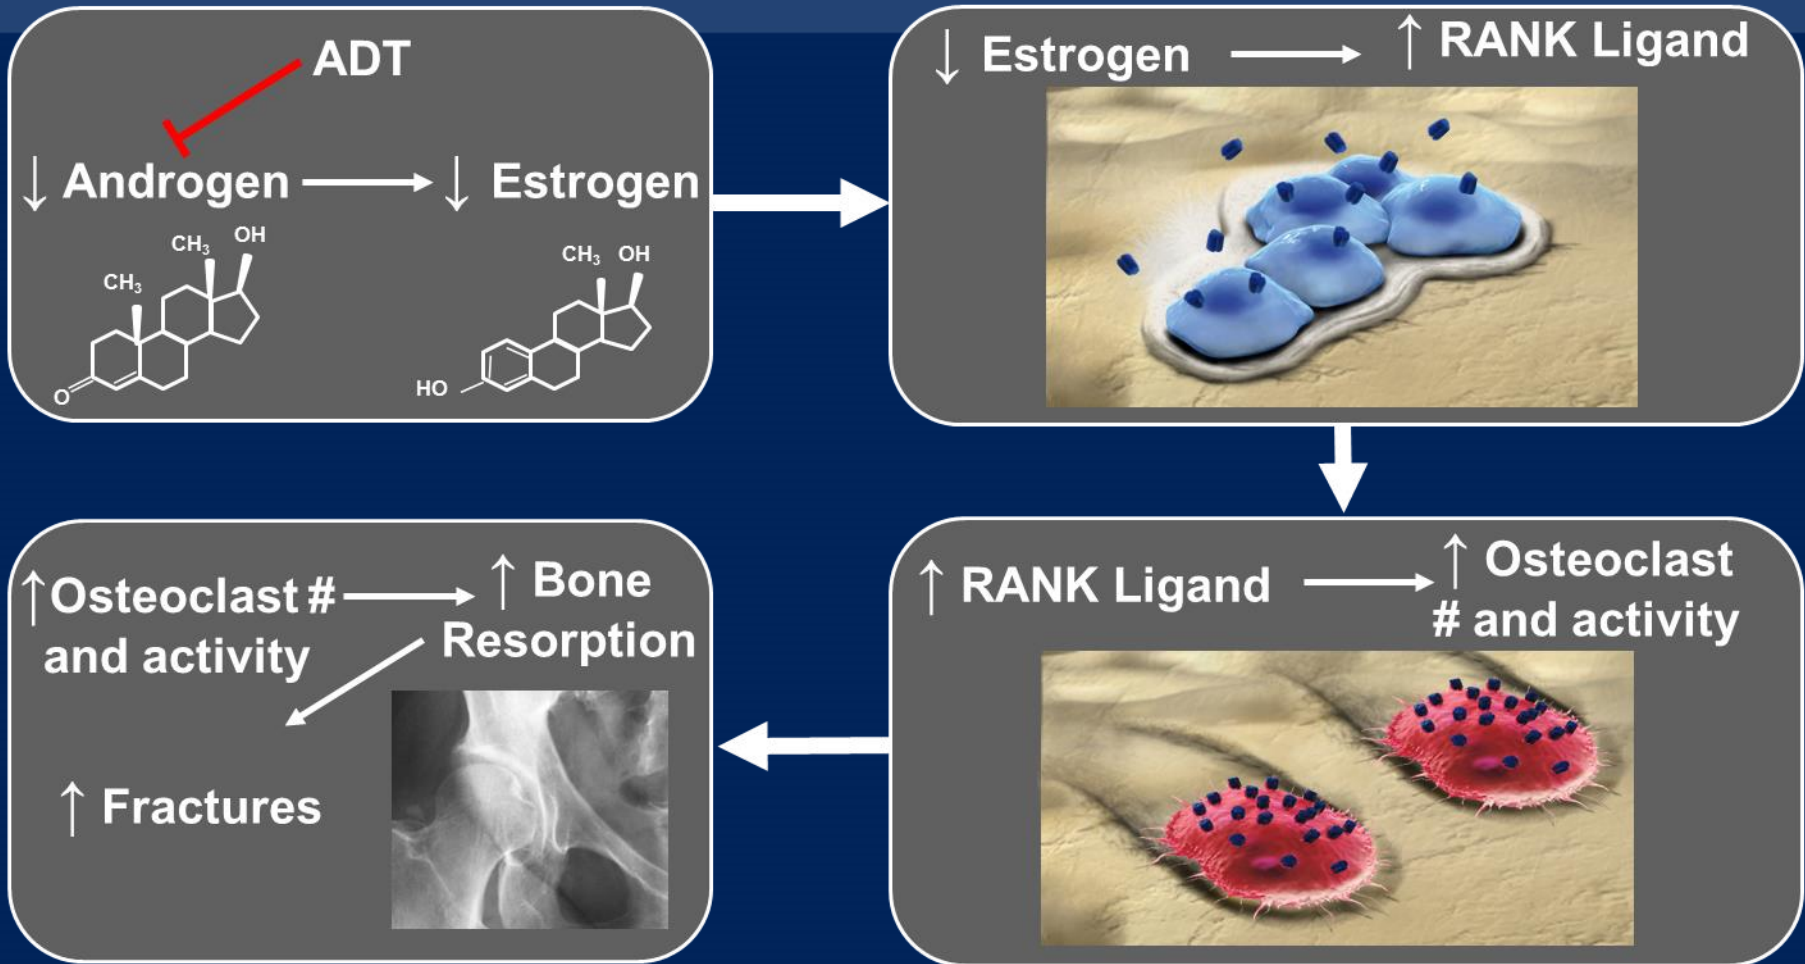 ADT
↓ Androgen → ↓ Estrogen
CH₃ OH
CH₃
O
CH₃ OH
HO
↓ Estrogen → ↑ RANK Ligand
↑ RANK Ligand → ↑ Osteoclast
# and activity
↑ Osteoclast # → ↑ Bone
and activity Resorption
↑ Fractures